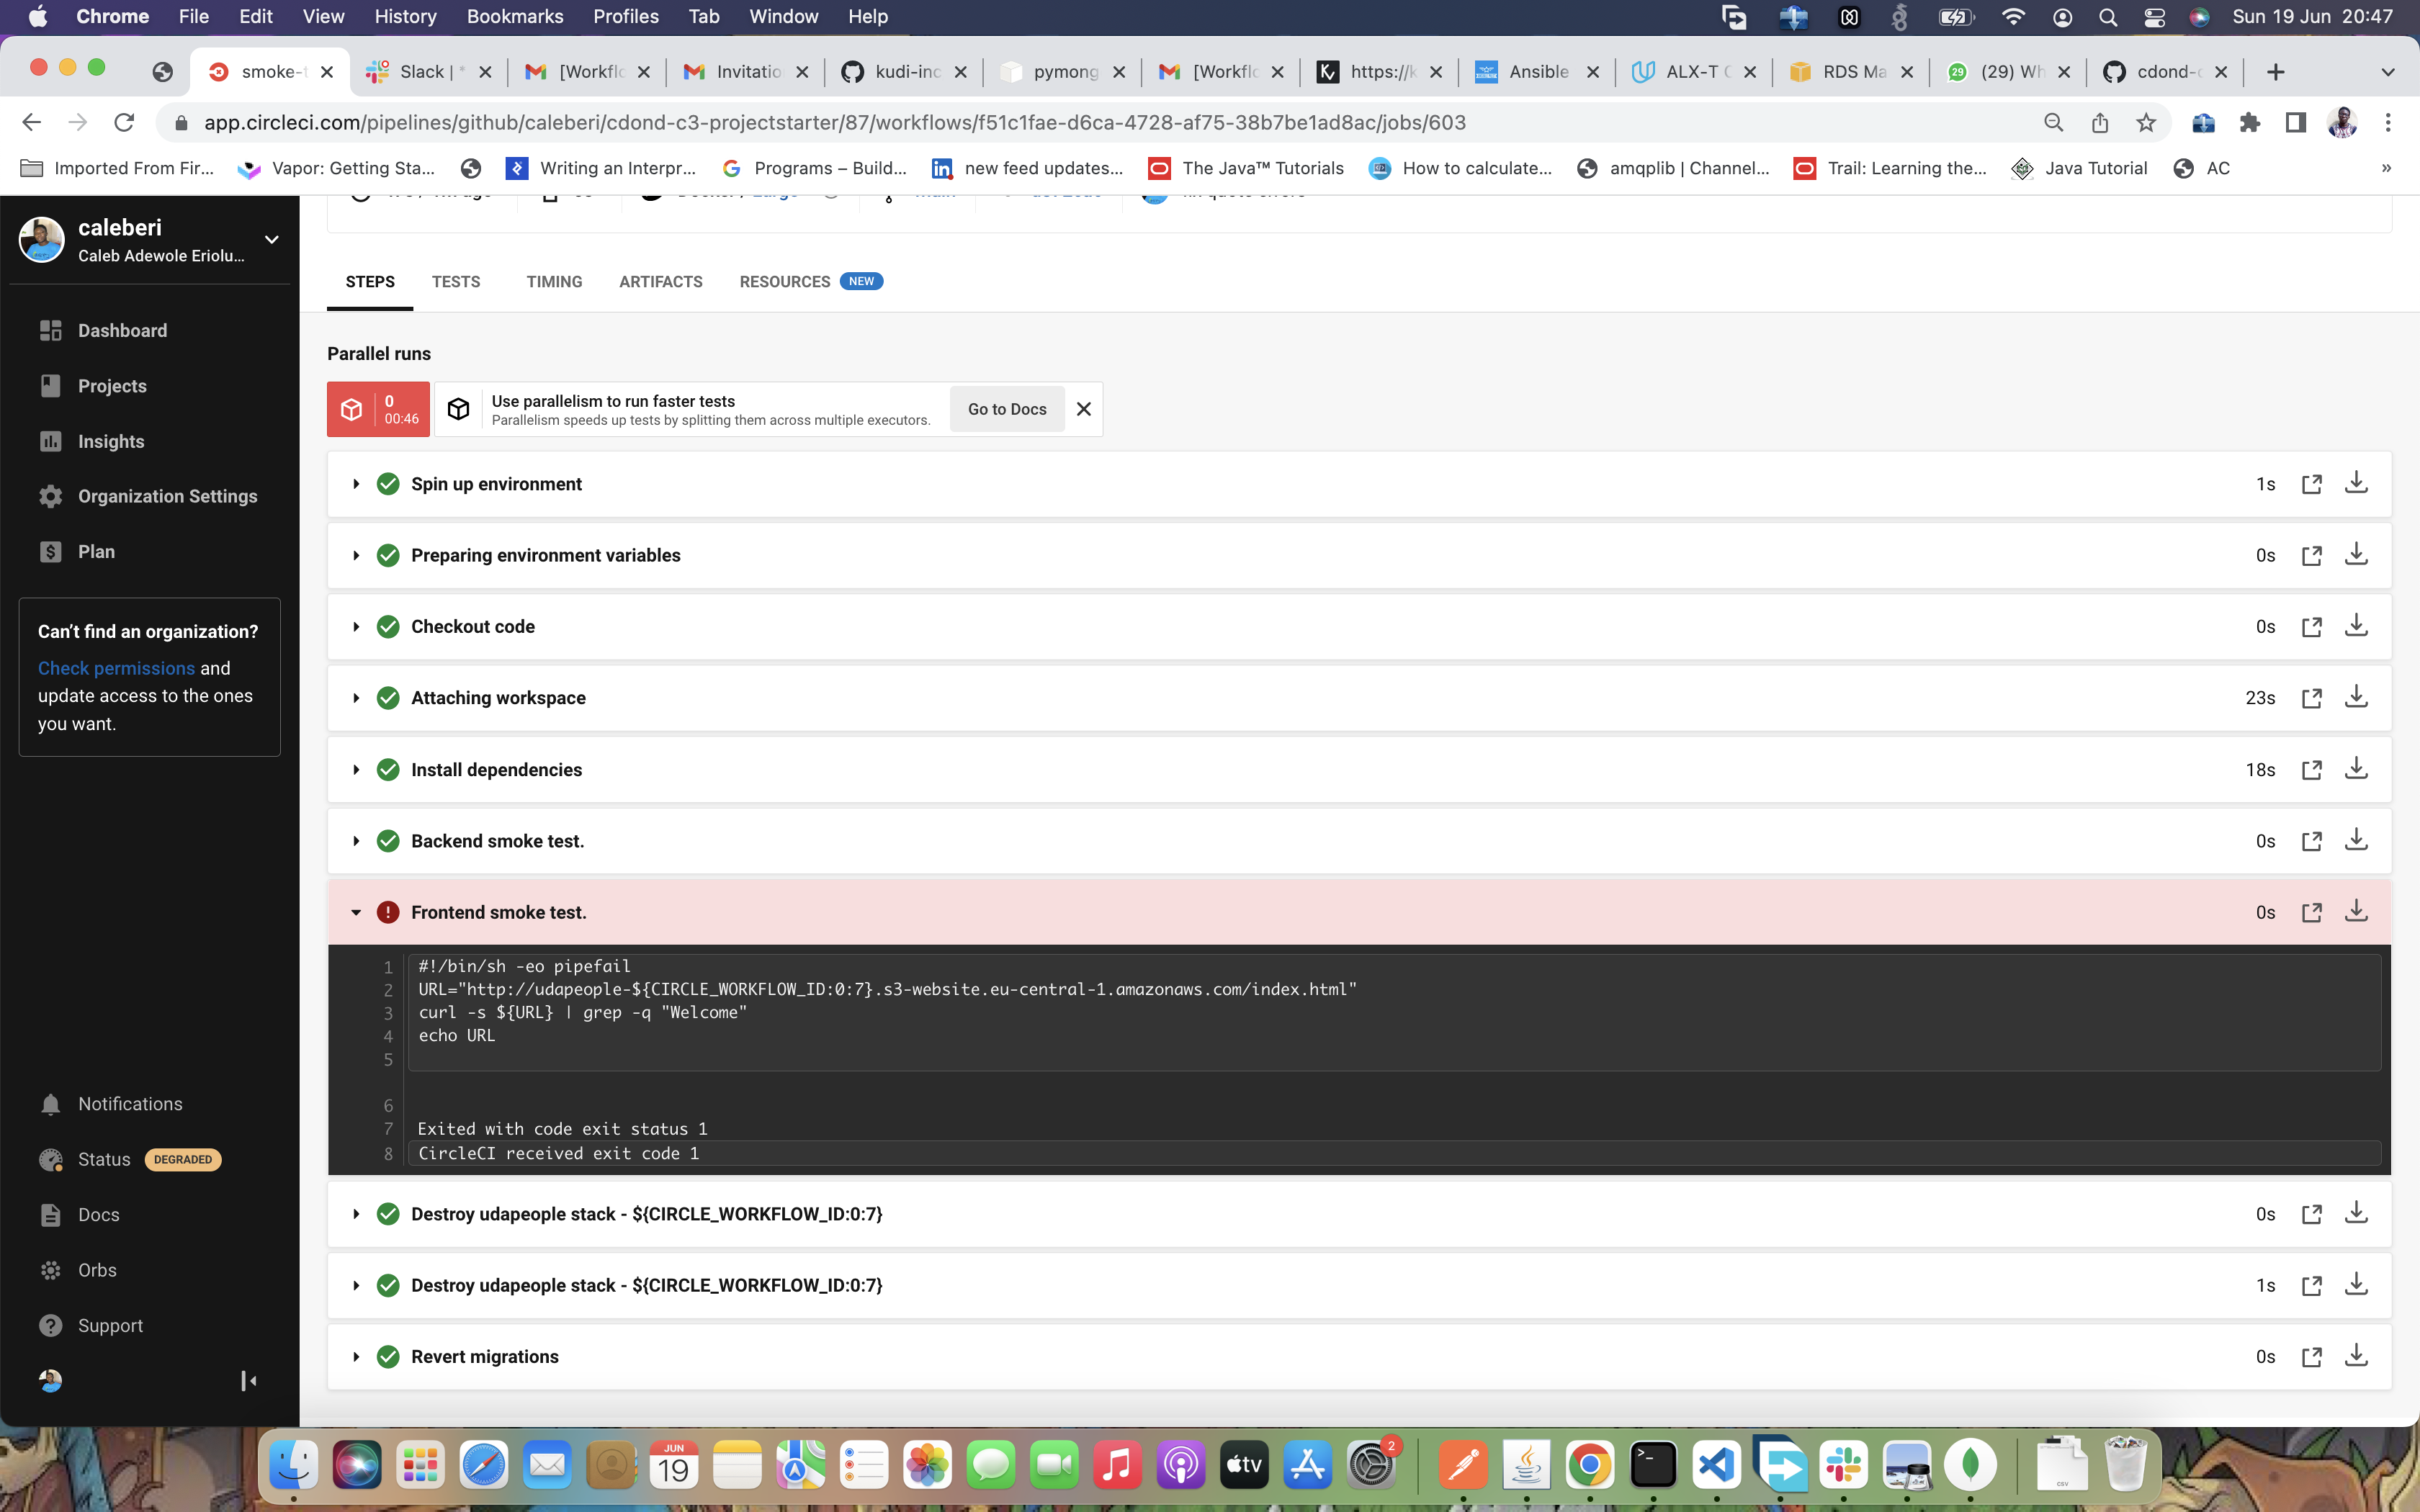 Chrome File Edit View History Bookmarks Profiles Tab Window Help Sun 19 Jun 20:47
smoke-t Slack | * [Workflo Invitatio [Workflo kudi-inc pymong [Workflo https://k Ansible ALX-T RDS Ma (29) Wh cdond-c
app.circleci.com/pipelines/github/caleberi/cdond-c3-projectstarter/87/workflows/f51c1fae-d6ca-4728-af75-38b7be1ad8ac/jobs/603
Imported From Fir... Vapor: Getting Sta... Writing an Interpr... Programs – Build... new feed updates... The Java™ Tutorials How to calculate... amqplib | Channel... Trail: Learning the... Java Tutorial AC »
caleberi
Caleb Adewole Eriolu...
Dashboard
Projects
Insights
Organization Settings
Plan
Can't find an organization?
Check permissions and
update access to the ones
you want.
Notifications
Status DEGRADED
Docs
Orbs
Support
STEPS TESTS TIMING ARTIFACTS RESOURCES NEW
Parallel runs
0
00:46
Use parallelism to run faster tests
Parallelism speeds up tests by splitting them across multiple executors.
Go to Docs
Spin up environment 1s
Preparing environment variables 0s
Checkout code 0s
Attaching workspace 23s
Install dependencies 18s
Backend smoke test. 0s
Frontend smoke test. 0s
1 #!/bin/sh -eo pipefail
2 URL="http://udapeople-${CIRCLE_WORKFLOW_ID:0:7}.s3-website.eu-central-1.amazonaws.com/index.html"
3 curl -s ${URL} | grep -q "Welcome"
4 echo URL
5
6
7 Exited with code exit status 1
8 CircleCI received exit code 1
Destroy udapeople stack - ${CIRCLE_WORKFLOW_ID:0:7} 0s
Destroy udapeople stack - ${CIRCLE_WORKFLOW_ID:0:7} 1s
Revert migrations 0s
JUN
19
tv
2